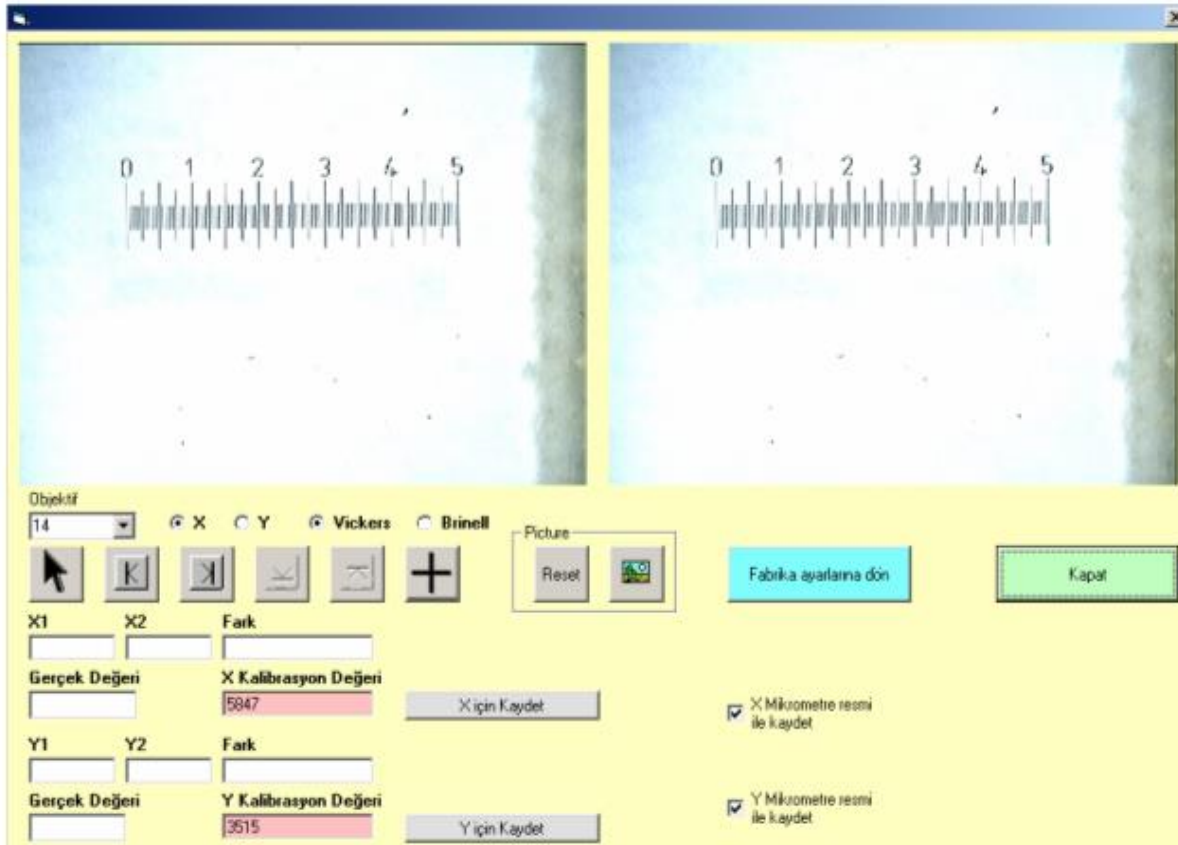 0 1 2 3 4 5
0 1 2 3 4 5
Objektif
14
X Y Vickers Brinell
Picture
Reset
Fabrika ayarlarına dön
Kapat
X1 X2 Fark
Gerçek Değeri X Kalibrasyon Değeri
5847
X için Kaydet
X Mikrometre resmi
ile kaydet
Y1 Y2 Fark
Gerçek Değeri Y Kalibrasyon Değeri
3515
Y için Kaydet
Y Mikrometre resmi
ile kaydet